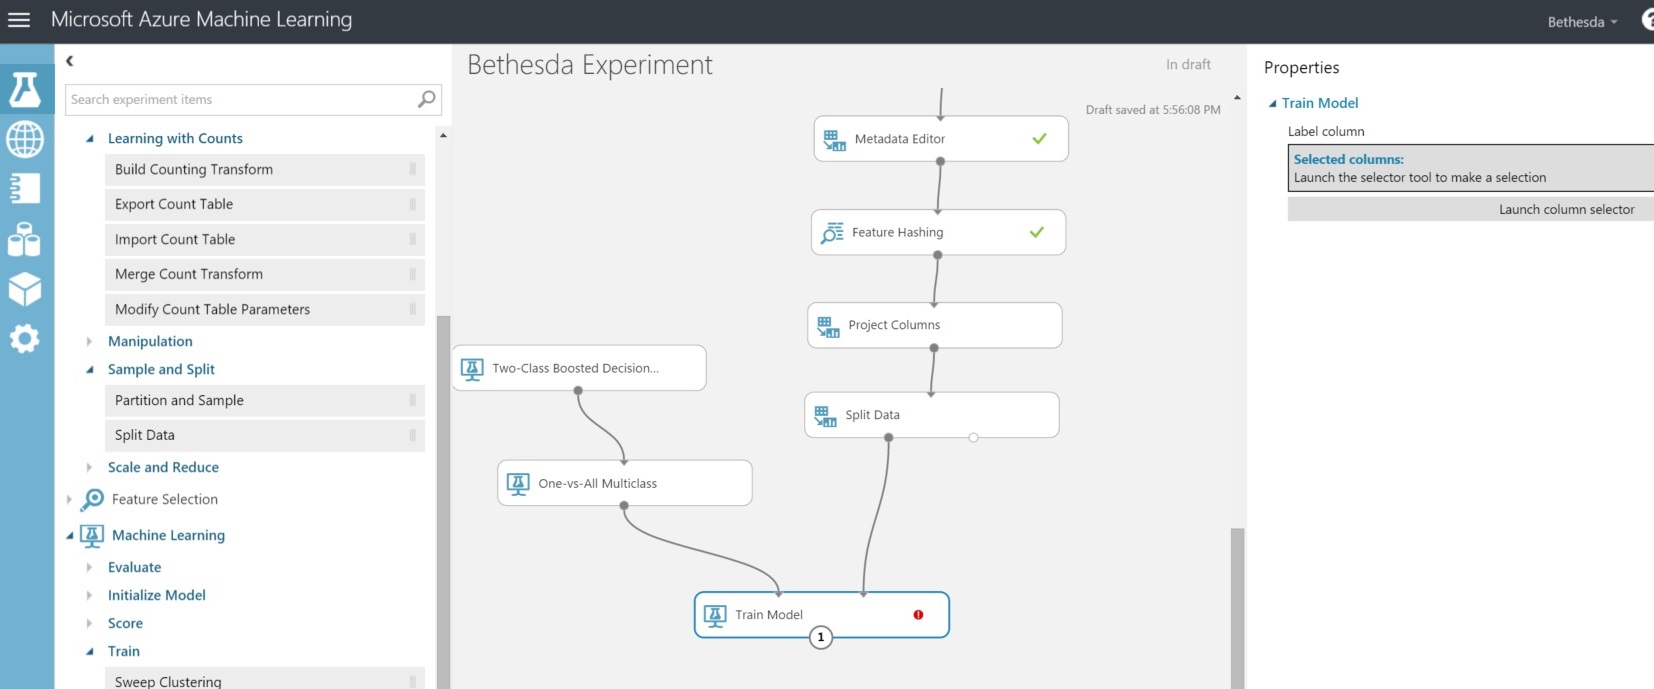 Microsoft Azure Machine Learning
Bethesda
?
Search experiment items
Learning with Counts
Build Counting Transform
Export Count Table
Import Count Table
Merge Count Transform
Modify Count Table Parameters
Manipulation
Sample and Split
Partition and Sample
Split Data
Scale and Reduce
Feature Selection
Machine Learning
Evaluate
Initialize Model
Score
Train
Sweep Clustering
Bethesda Experiment
In draft
Draft saved at 5:56:08 PM
Metadata Editor
Feature Hashing
Project Columns
Two-Class Boosted Decision...
Split Data
One-vs-All Multiclass
Train Model
1
Properties
Train Model
Label column
Selected columns:
Launch the selector tool to make a selection
Launch column selector